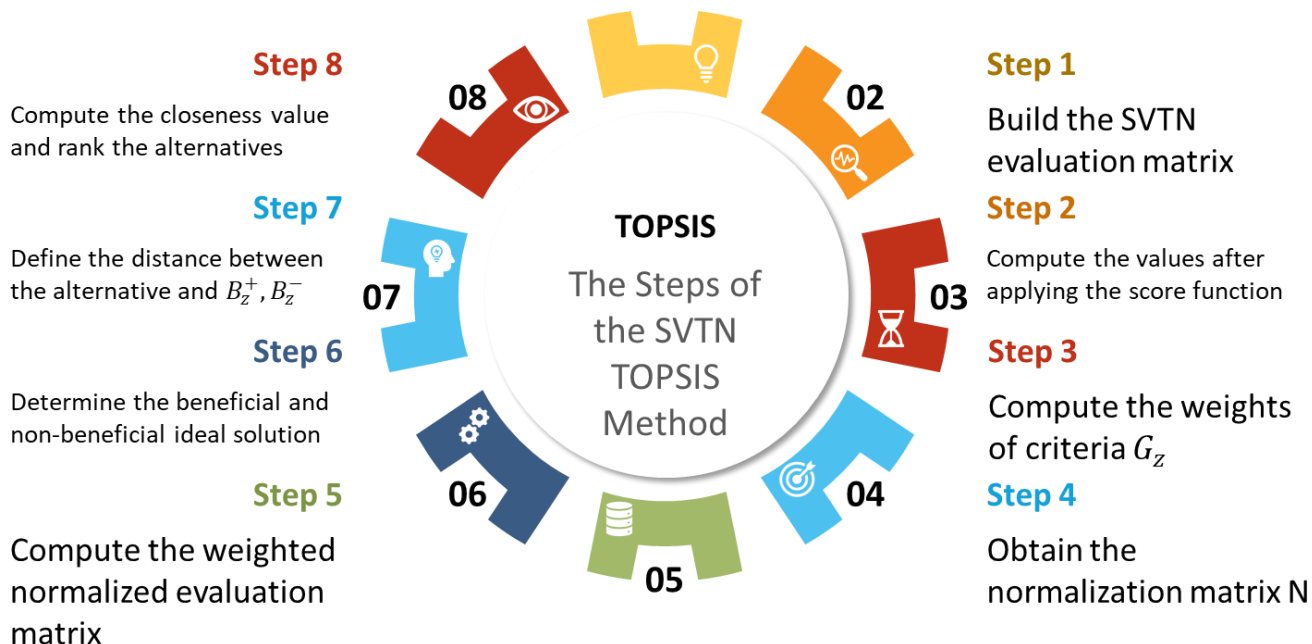 Step 8
Compute the closeness value
and rank the alternatives
Step 7
Define the distance between
the alternative and $B_z^+, B_z^-$
Step 6
Determine the beneficial and
non-beneficial ideal solution
Step 5
Compute the weighted
normalized evaluation
matrix
08
07
06
05
04
03
02
TOPSIS
The Steps of
the SVTN
TOPSIS
Method
Step 1
Build the SVTN
evaluation matrix
Step 2
Compute the values after
applying the score function
Step 3
Compute the weights
of criteria $G_z$
Step 4
Obtain the
normalization matrix N